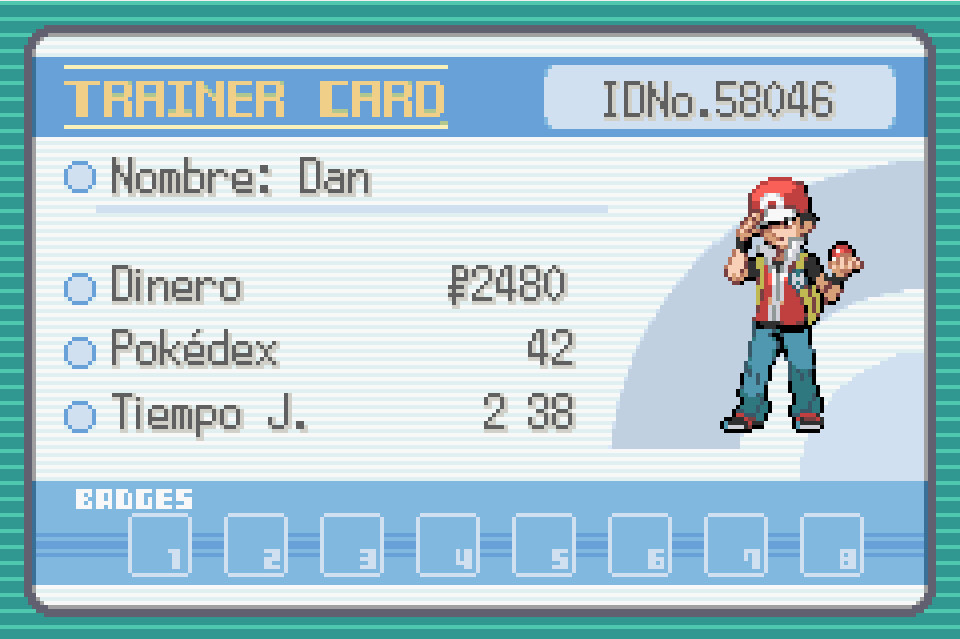 TRAINER CARD IDNo.58046
Nombre: Dan
Dinero ₽2480
Pokédex 42
Tiempo J. 2 38
BADGES
1 2 3 4 5 6 7 8